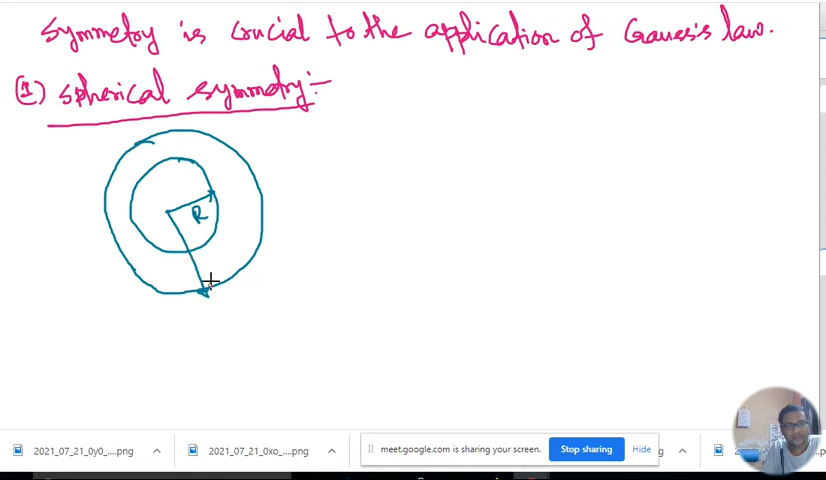 Symmetry is crucial to the application of Gauss's law.
(1) Spherical symmetry:-
R
2021_07_21_0y0_....png
2021_07_21_0xo_....png
meet.google.com is sharing your screen.
Stop sharing
Hide